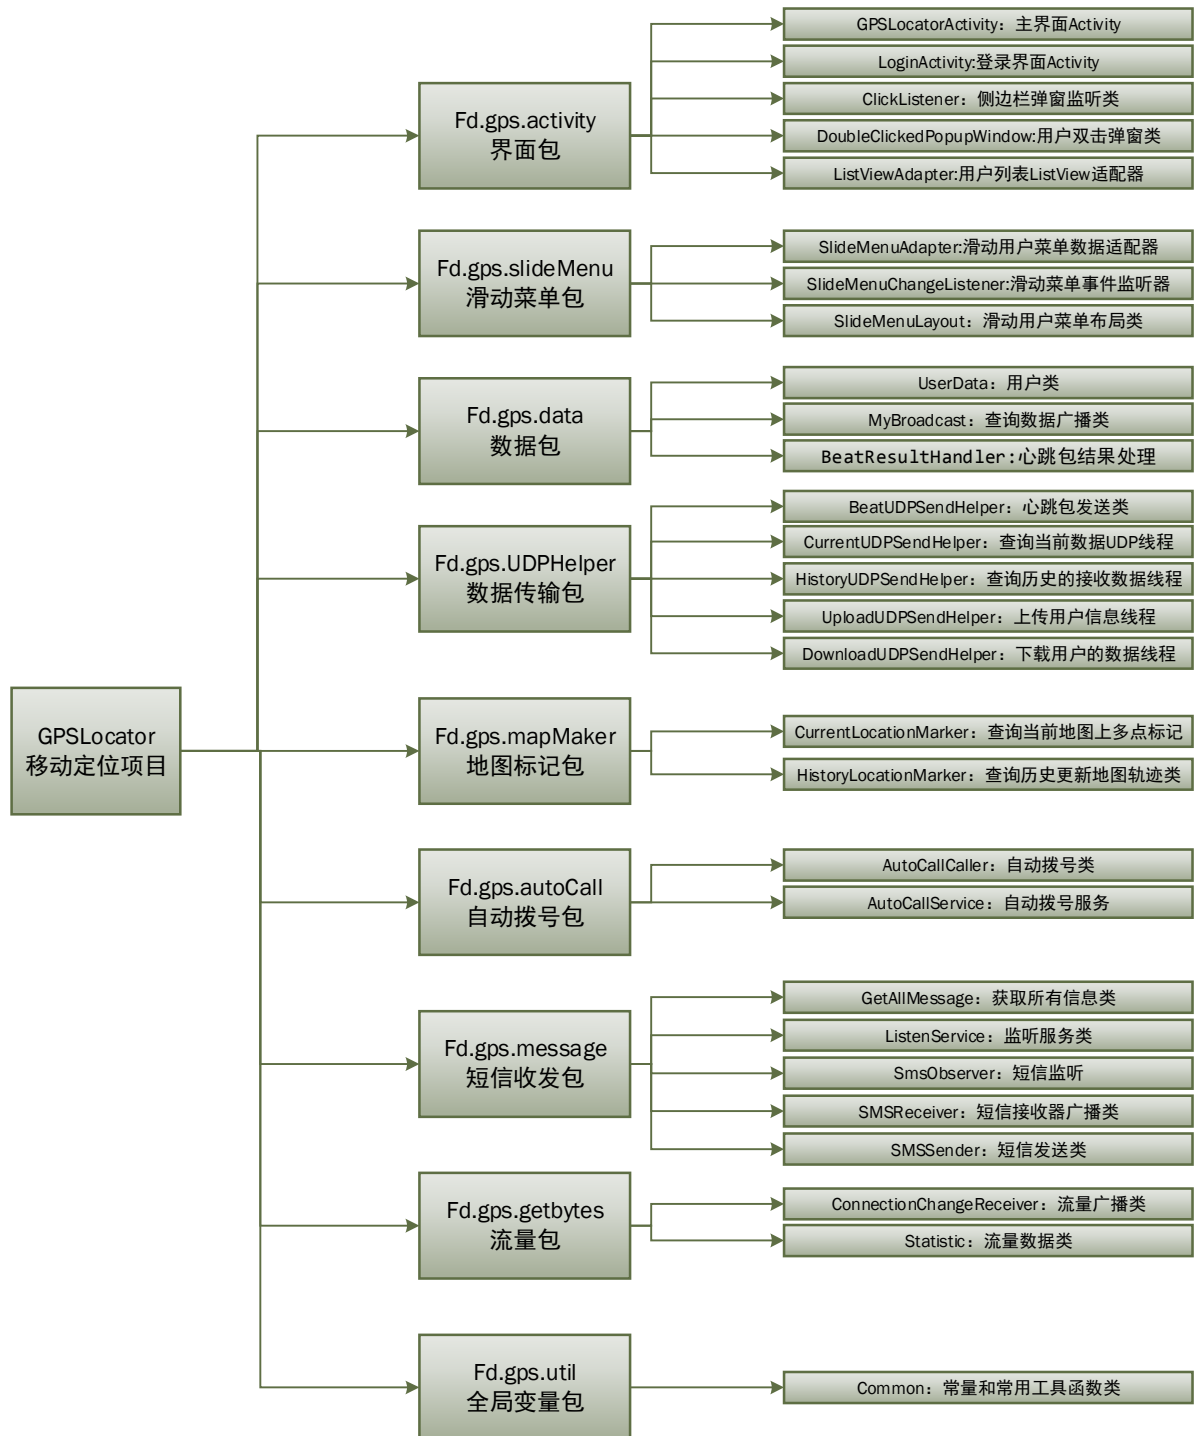 GPSLocator
移动定位项目
Fd.gps.activity
界面包
GPSLocatorActivity：主界面Activity
LoginActivity:登录界面Activity
ClickListener：侧边栏弹窗监听类
DoubleClickedPopupWindow:用户双击弹窗类
ListViewAdapter:用户列表ListView适配器
Fd.gps.slideMenu
滑动菜单包
SlideMenuAdapter:滑动用户菜单数据适配器
SlideMenuChangeListener:滑动菜单事件监听器
SlideMenuLayout：滑动用户菜单布局类
Fd.gps.data
数据包
UserData：用户类
MyBroadcast：查询数据广播类
BeatResultHandler:心跳包结果处理
Fd.gps.UDPHelper
数据传输包
BeatUDPSendHelper：心跳包发送类
CurrentUDPSendHelper：查询当前数据UDP线程
HistoryUDPSendHelper：查询历史的接收数据线程
UploadUDPSendHelper：上传用户信息线程
DownloadUDPSendHelper：下载用户的数据线程
Fd.gps.mapMaker
地图标记包
CurrentLocationMarker：查询当前地图上多点标记
HistoryLocationMarker：查询历史更新地图轨迹类
Fd.gps.autoCall
自动拨号包
AutoCallCaller：自动拨号类
AutoCallService：自动拨号服务
Fd.gps.message
短信收发包
GetAllMessage：获取所有信息类
ListenService：监听服务类
SmsObserver：短信监听
SMSReceiver：短信接收器广播类
SMSSender：短信发送类
Fd.gps.getbytes
流量包
ConnectionChangeReceiver：流量广播类
Statistic：流量数据类
Fd.gps.util
全局变量包
Common：常量和常用工具函数类